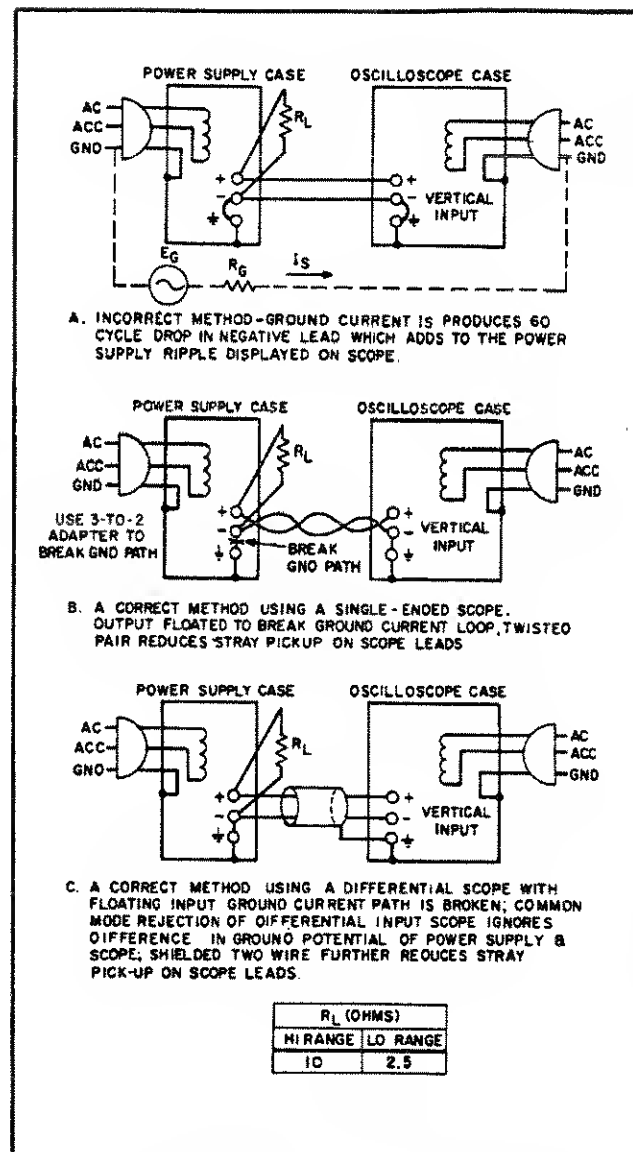 POWER SUPPLY CASE OSCILLOSCOPE CASE
AC
ACC
GND
RL
AC
ACC
GND
+
-
+
-
VERTICAL
INPUT
EG
RG
IS
A. INCORRECT METHOD-GROUND CURRENT IS PRODUCES 60
CYCLE DROP IN NEGATIVE LEAD WHICH ADDS TO THE POWER
SUPPLY RIPPLE DISPLAYED ON SCOPE.
POWER SUPPLY CASE OSCILLOSCOPE CASE
AC
ACC
GND
RL
AC
ACC
GND
USE 3-TO-2
ADAPTER TO
BREAK GND PATH
+
-
BREAK
GND PATH
+
-
VERTICAL
INPUT
B. A CORRECT METHOD USING A SINGLE-ENDED SCOPE.
OUTPUT FLOATED TO BREAK GROUND CURRENT LOOP, TWISTED
PAIR REDUCES STRAY PICKUP ON SCOPE LEADS
POWER SUPPLY CASE OSCILLOSCOPE CASE
AC
ACC
GND
RL
AC
ACC
GND
+
-
+
-
VERTICAL
INPUT
C. A CORRECT METHOD USING A DIFFERENTIAL SCOPE WITH
FLOATING INPUT GROUND CURRENT PATH IS BROKEN; COMMON
MODE REJECTION OF DIFFERENTIAL INPUT SCOPE IGNORES
DIFFERENCE IN GROUND POTENTIAL OF POWER SUPPLY &
SCOPE; SHIELDED TWO WIRE FURTHER REDUCES STRAY
PICK-UP ON SCOPE LEADS.
RL (OHMS)
HI RANGE LO RANGE
10 2.5